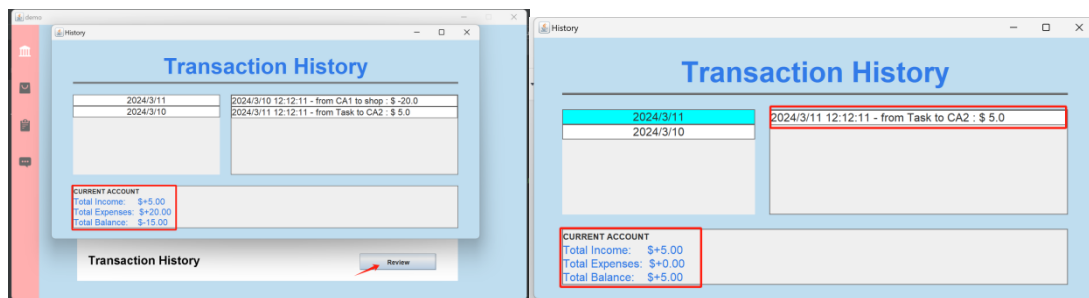 demo
History
Transaction History
2024/3/11
2024/3/10
2024/3/10 12:12:11 - from CA1 to shop : $ -20.0
2024/3/11 12:12:11 - from Task to CA2 : $ 5.0
CURRENT ACCOUNT
Total Income: $+5.00
Total Expenses: $+20.00
Total Balance: $-15.00
Transaction History
Review
History
Transaction History
2024/3/11
2024/3/10
2024/3/11 12:12:11 - from Task to CA2 : $ 5.0
CURRENT ACCOUNT
Total Income: $+5.00
Total Expenses: $+0.00
Total Balance: $+5.00